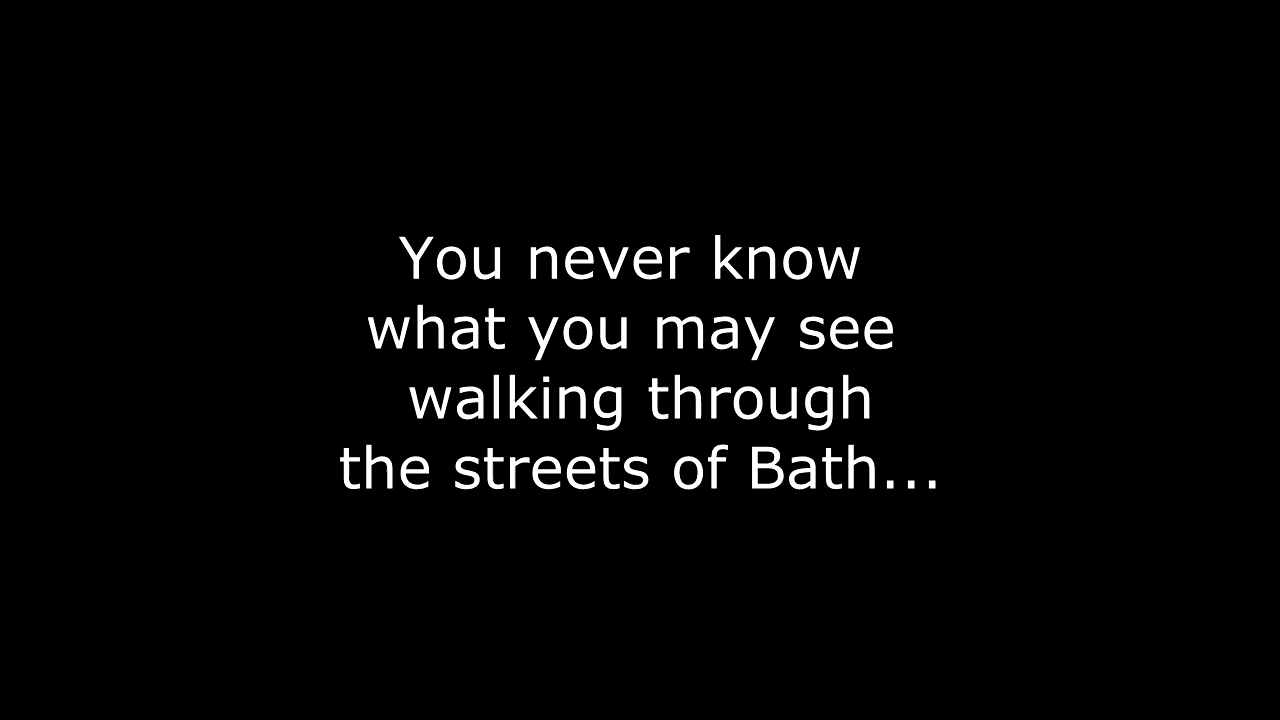 You never know
what you may see
walking through
the streets of Bath...